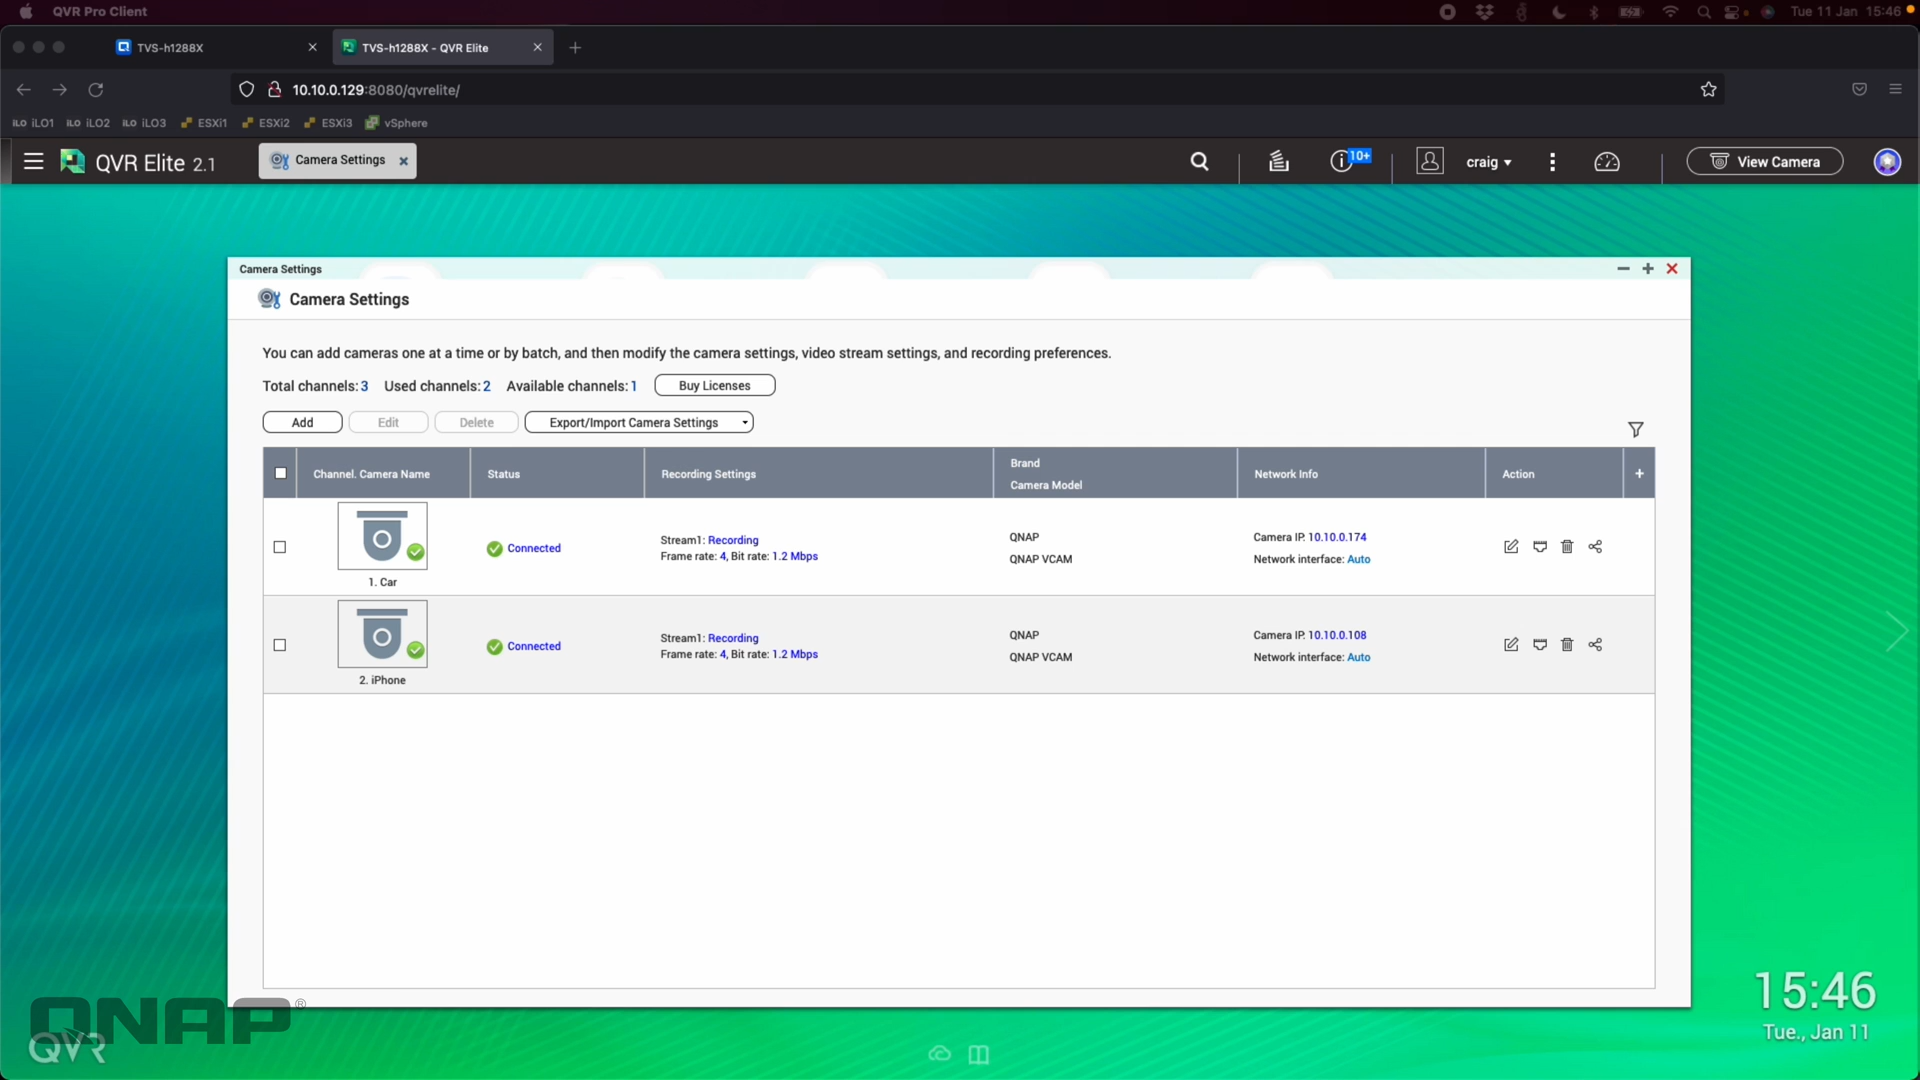 QVR Pro Client
Tue 11 Jan 15:46
TVS-h1288X
TVS-h1288X - QVR Elite
10.10.0.129:8080/qvrelite/
iLO iLO1
iLO iLO2
iLO iLO3
ESXi1
ESXi2
ESXi3
vSphere
QVR Elite 2.1
Camera Settings
10+
craig
View Camera
Camera Settings
Camera Settings
You can add cameras one at a time or by batch, and then modify the camera settings, video stream settings, and recording preferences.
Total channels: 3 Used channels: 2 Available channels: 1 Buy Licenses
Add Edit Delete Export/Import Camera Settings
Channel. Camera Name Status Recording Settings Brand
Camera Model Network Info Action +
1. Car
Connected
Stream1: Recording
Frame rate: 4, Bit rate: 1.2 Mbps
QNAP
QNAP VCAM
Camera IP: 10.10.0.174
Network interface: Auto
2. iPhone
Connected
Stream1: Recording
Frame rate: 4, Bit rate: 1.2 Mbps
QNAP
QNAP VCAM
Camera IP: 10.10.0.108
Network interface: Auto
QNAP®
QVR
15:46
Tue., Jan 11